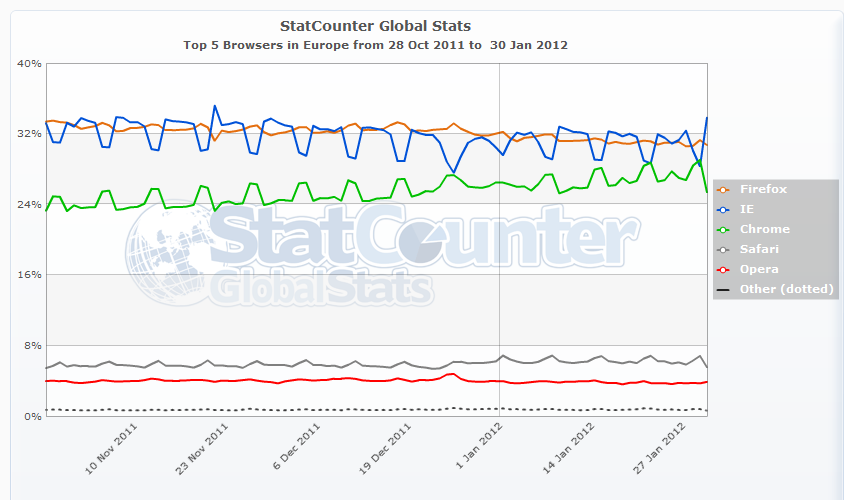 StatCounter Global Stats
Top 5 Browsers in Europe from 28 Oct 2011 to 30 Jan 2012
40%
32%
24%
16%
8%
0%
StatCounter
GlobalStats
Firefox
IE
Chrome
Safari
Opera
Other (dotted)
10 Nov 2011
23 Nov 2011
6 Dec 2011
19 Dec 2011
1 Jan 2012
14 Jan 2012
27 Jan 2012